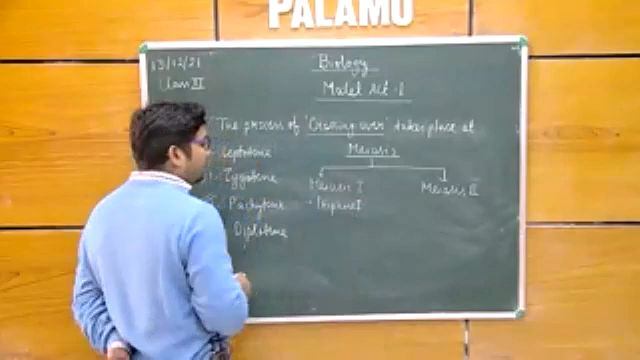 PALAMU
13/12/21
Class XI
Biology
Model set-1
The process of 'Crossing over' takes place at
Leptotene
Zygotene
Pachytene
Diplotene
Meiosis
Meiosis I
Meiosis II